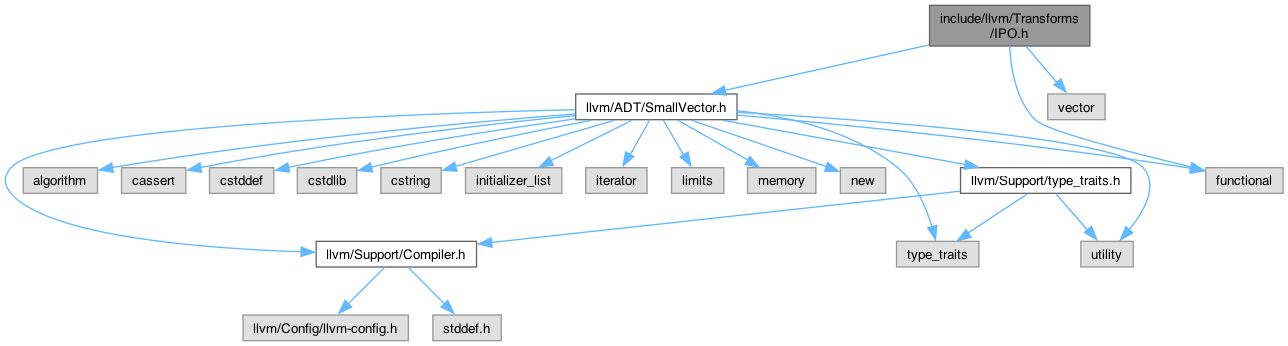 include/llvm/Transforms
/IPO.h
llvm/ADT/SmallVector.h
vector
algorithm
cassert
cstddef
cstdlib
cstring
initializer_list
iterator
limits
memory
new
llvm/Support/type_traits.h
functional
llvm/Support/Compiler.h
type_traits
utility
llvm/Config/llvm-config.h
stddef.h